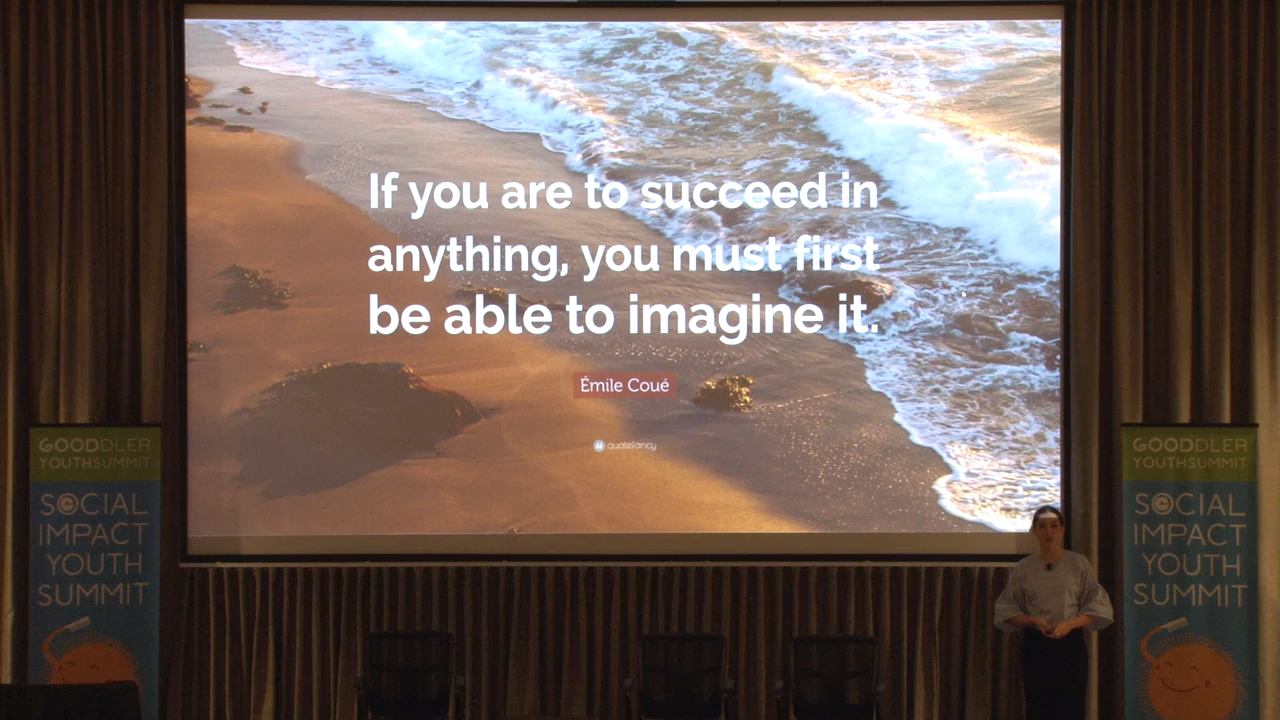 If you are to succeed in
anything, you must first
be able to imagine it.
Émile Coué
quotefancy
GOODDLER
YOUTHSUMMIT
SOCIAL
IMPACT
YOUTH
SUMMIT
GOODDLER
YOUTHSUMMIT
SOCIAL
IMPACT
YOUTH
SUMMIT